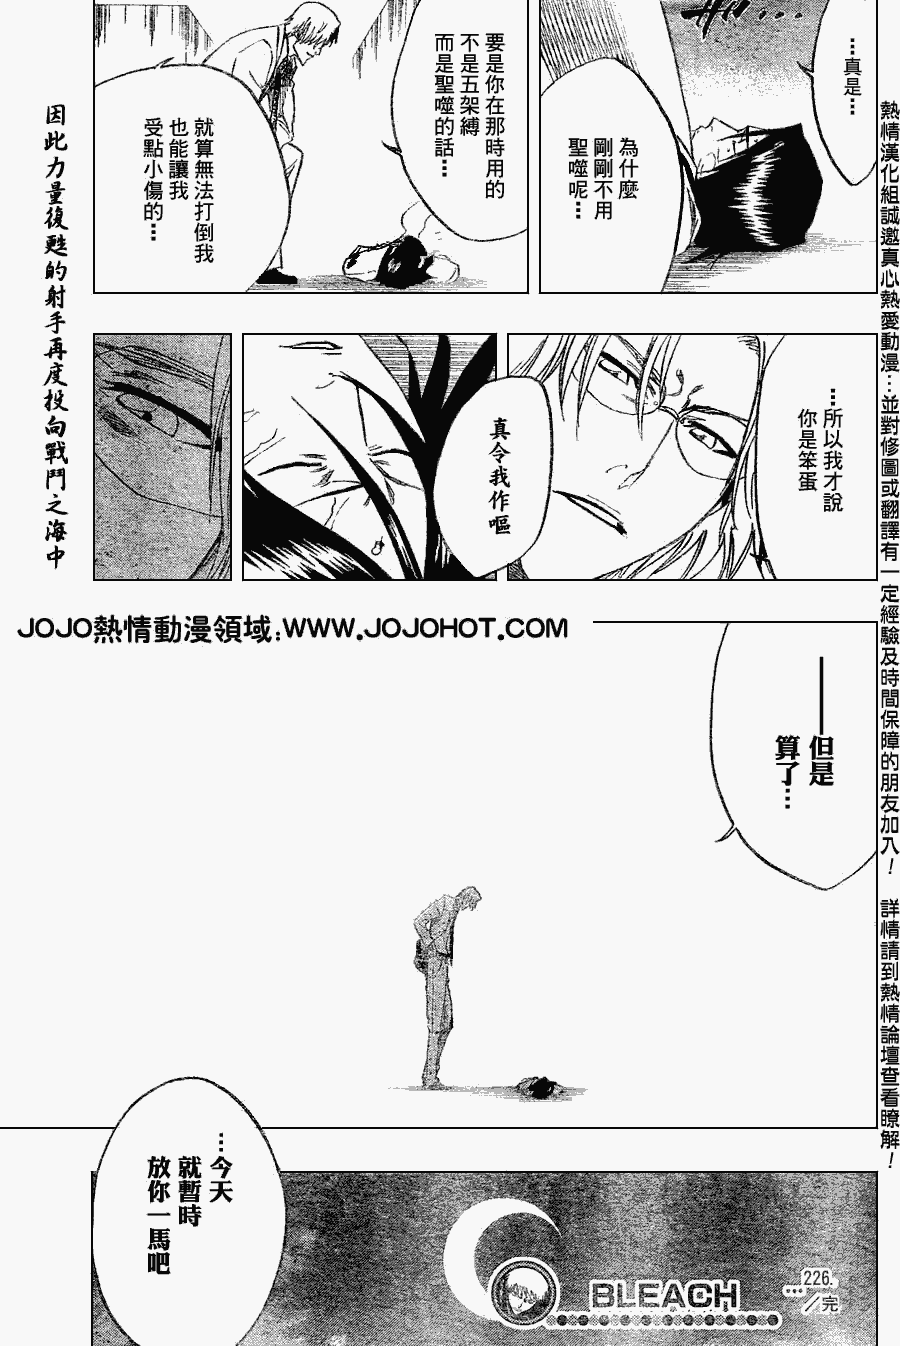 …真是…
為什麼
剛剛不用
聖噬呢…
要是你在那時用的
不是五架縛
而是聖噬的話…
就算無法打倒我
也能讓我
受點小傷的…
…所以我才說
你是笨蛋
真令我作嘔
——但是
算了…
…今天
就暫時
放你一馬吧
BLEACH
226.
…／完
因此力量復甦的射手再度投向戰鬥之海中
JOJO熱情動漫領域:WWW.JOJOHOT.COM
熱情漢化組誠邀真心熱愛動漫…並對修圖或翻譯有一定經驗及時間保障的朋友加入! 詳情請到熱情論壇查看瞭解!